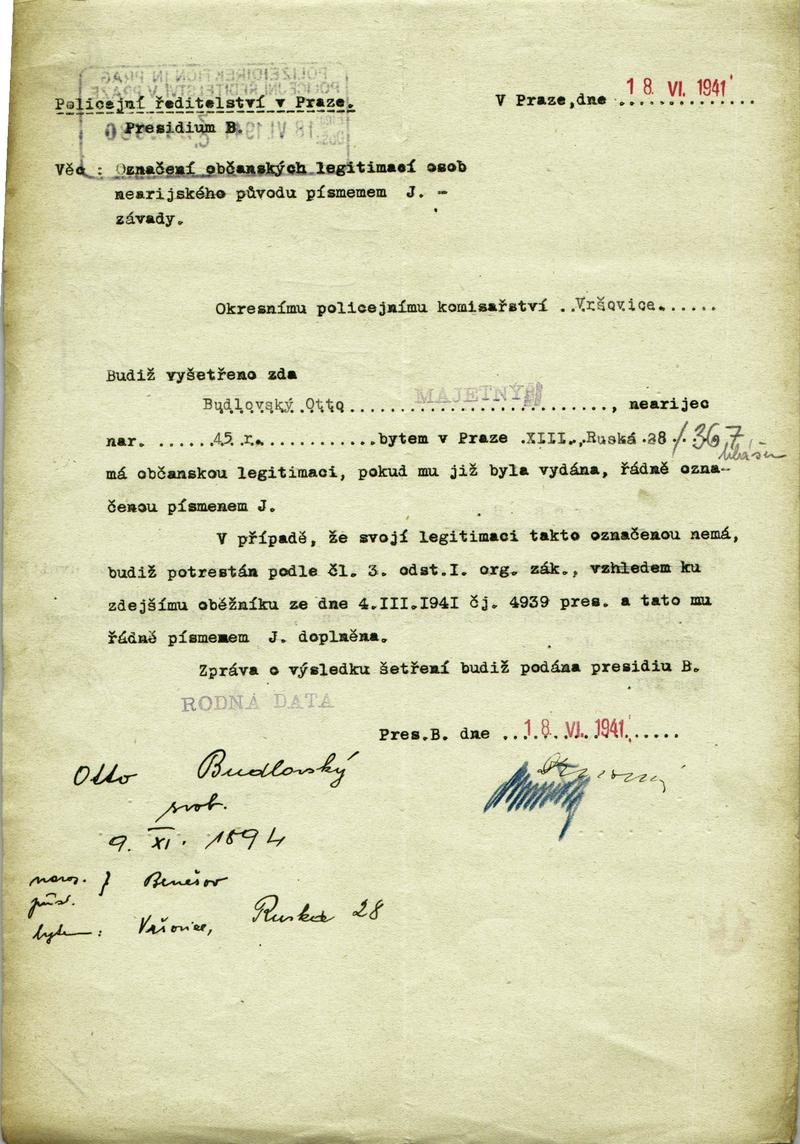 Policejní ředitelství v Praze.
V Praze, dne 18. VI. 1941
Presidium B.
Věc : Označení občanských legitimací osob
nearijského původu písmemem J. -
závady.
Okresnímu policejnímu komisařství ..Vršovice......
Budiž vyšetřeno zda
MAJETNÝ
Budlovský Otto............................, nearijec
nar. ......45 r............bytem v Praze XIII.,Ruská 28 /367
má občanskou legitimaci, pokud mu již byla vydána, řádně ozna-
čenou písmenem J.
V případě, že svojí legitimaci takto označenou nemá,
budiž potrestán podle čl. 3. odst.I. org. zák., vzhledem ku
zdejšímu oběžníku ze dne 4.III.1941 čj. 4939 pres. a tato mu
řádně písmenem J. doplněna.
Zpráva o výsledku šetření budiž podána presidiu B.
RODNÁ DATA
Pres.B. dne ..18. VI. 1941......
Otto Budlovský
svob.
9. XI. 1894
naroz. } Benešov
přísl.
bytem : Vršovice, Ruská 28